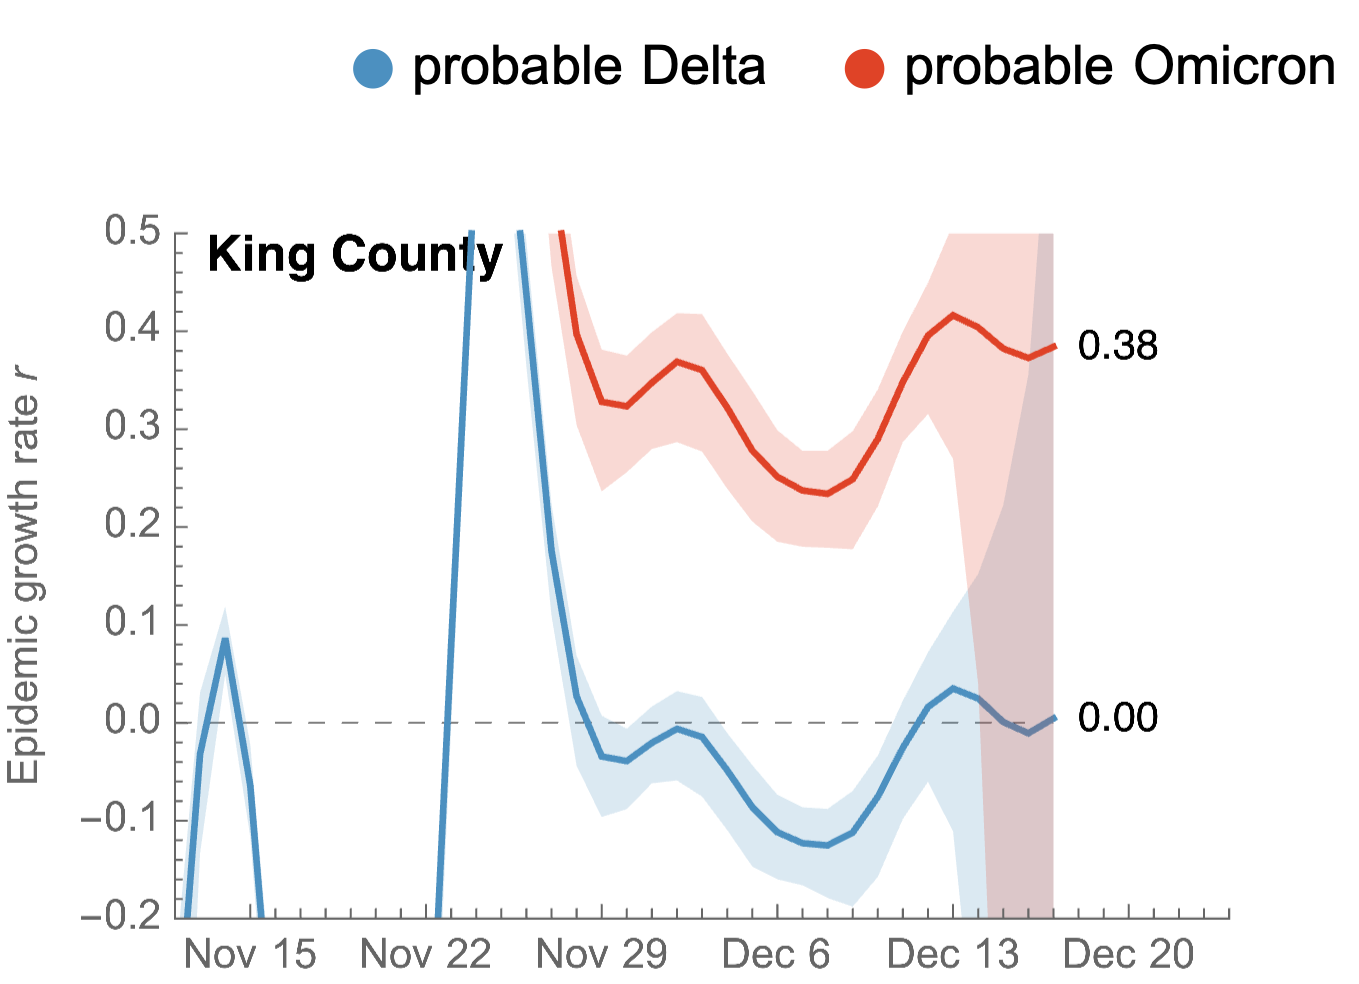 probable Delta probable Omicron
King County
Epidemic growth rate r
0.5
0.4
0.3
0.2
0.1
0.0
−0.1
−0.2
0.38
0.00
Nov 15 Nov 22 Nov 29 Dec 6 Dec 13 Dec 20